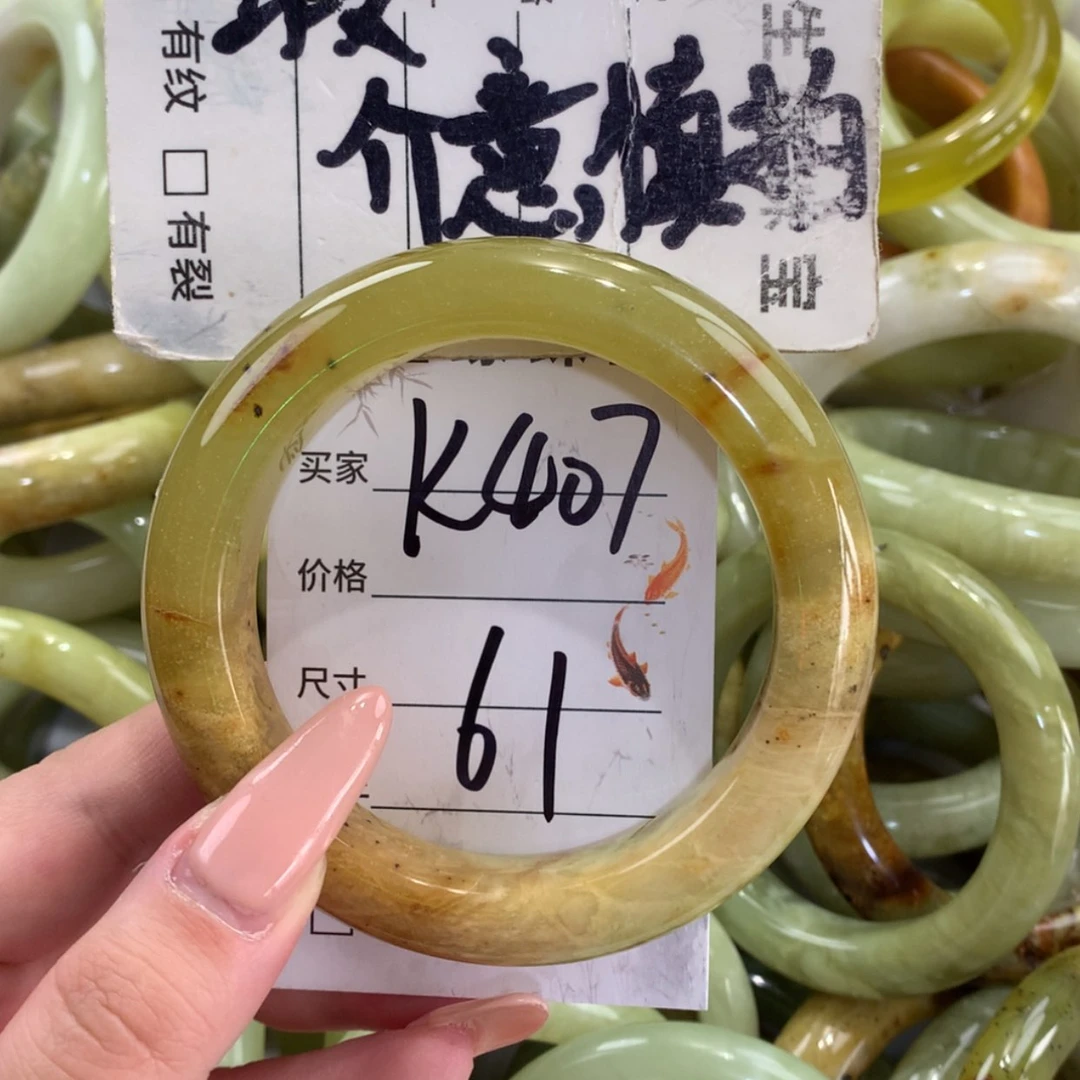 介意慎拍
有纹
□有裂
买家 K407
价格
尺寸 61